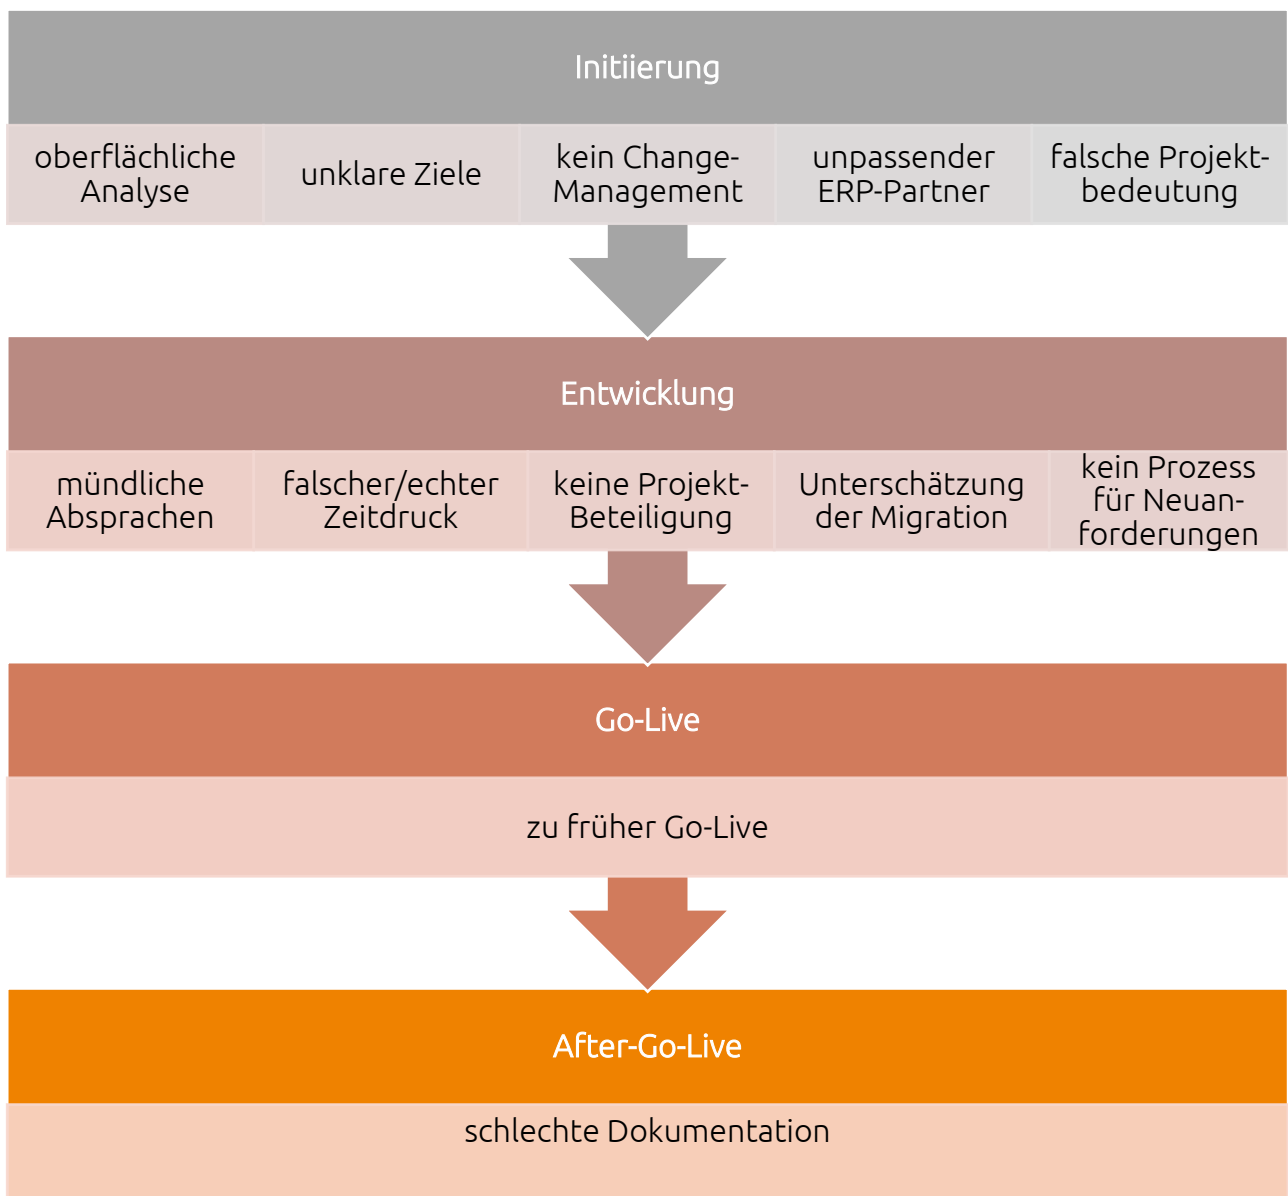 Initiierung
oberflächliche
Analyse
unklare Ziele
kein Change-
Management
unpassender
ERP-Partner
falsche Projekt-
bedeutung
Entwicklung
mündliche
Absprachen
falscher/echter
Zeitdruck
keine Projekt-
Beteiligung
Unterschätzung
der Migration
kein Prozess
für Neuan-
forderungen
Go-Live
zu früher Go-Live
After-Go-Live
schlechte Dokumentation